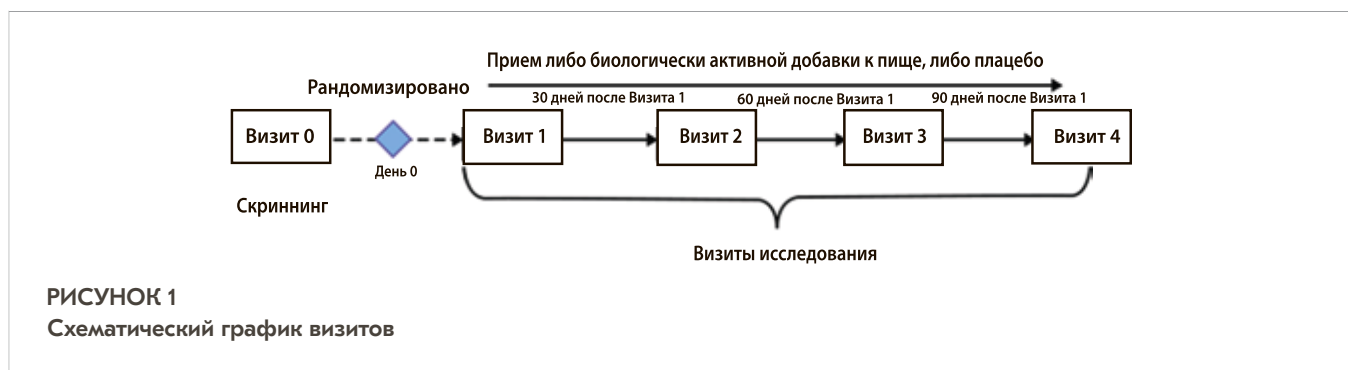 Прием либо биологически активной добавки к пище, либо плацебо
Рандомизировано
30 дней после Визита 1
60 дней после Визита 1
90 дней после Визита 1
Визит 0
Визит 1
Визит 2
Визит 3
Визит 4
День 0
Скриннинг
Визиты исследования
РИСУНОК 1
Схематический график визитов